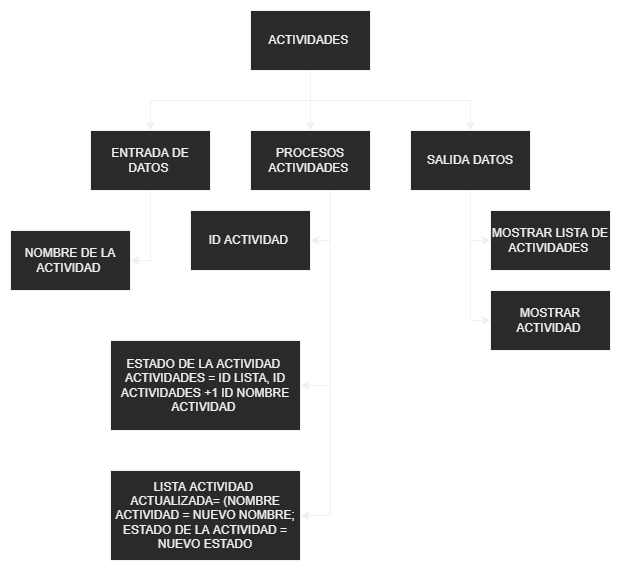 ACTIVIDADES
ENTRADA DE
DATOS
PROCESOS
ACTIVIDADES
SALIDA DATOS
NOMBRE DE LA
ACTIVIDAD
ID ACTIVIDAD
MOSTRAR LISTA DE
ACTIVIDADES
MOSTRAR
ACTIVIDAD
ESTADO DE LA ACTIVIDAD
ACTIVIDADES = ID LISTA, ID
ACTIVIDADES +1 ID NOMBRE
ACTIVIDAD
LISTA ACTIVIDAD
ACTUALIZADA= (NOMBRE
ACTIVIDAD = NUEVO NOMBRE;
ESTADO DE LA ACTIVIDAD =
NUEVO ESTADO